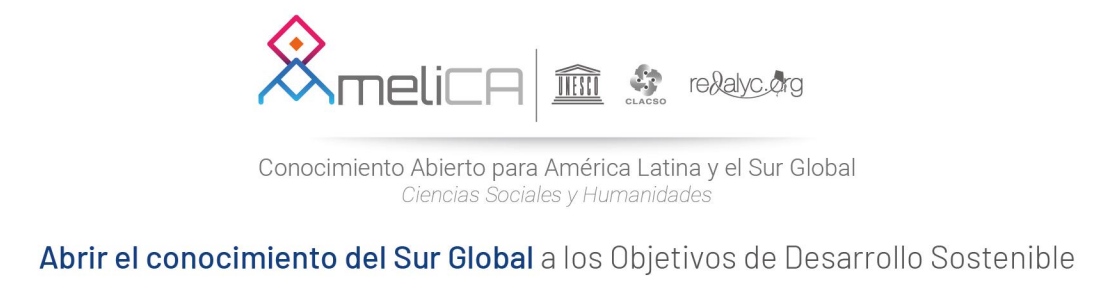 AmeliCA
UNESCO
CLACSO
redalyc.org
Conocimiento Abierto para América Latina y el Sur Global
Ciencias Sociales y Humanidades
Abrir el conocimiento del Sur Global a los Objetivos de Desarrollo Sostenible